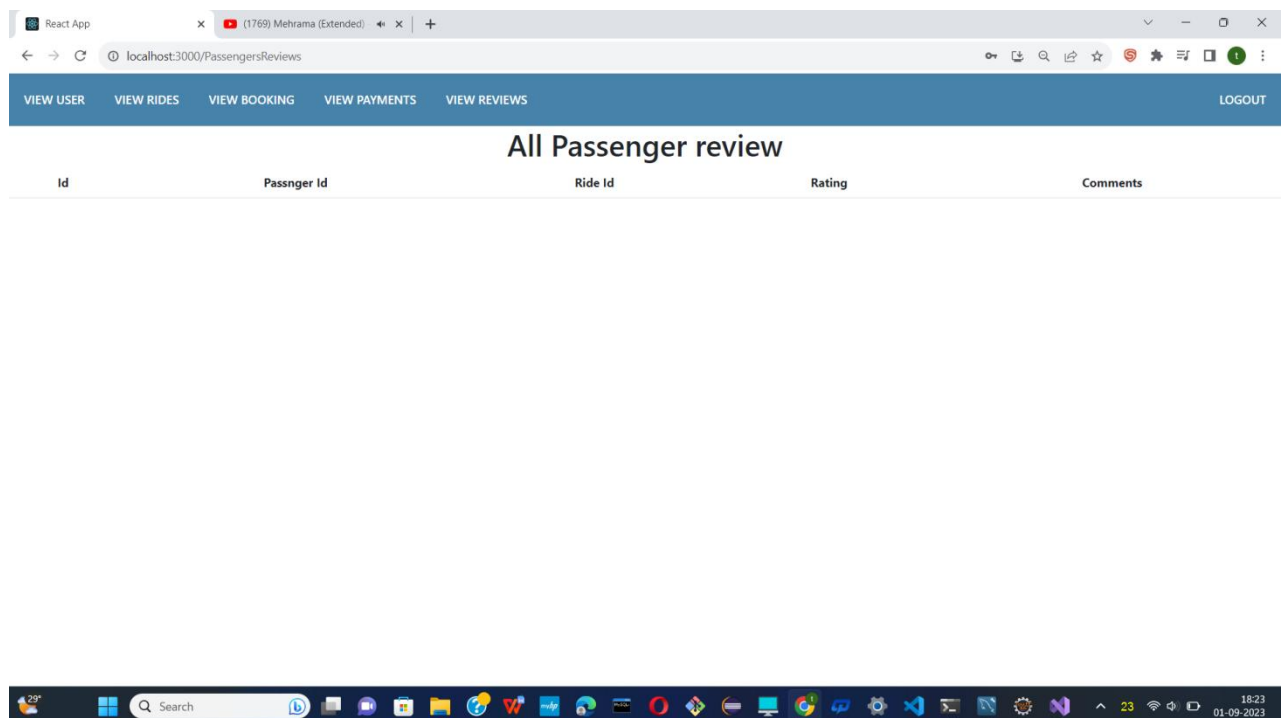 React App
(1769) Mehrama (Extended)
localhost:3000/PassengersReviews
VIEW USER VIEW RIDES VIEW BOOKING VIEW PAYMENTS VIEW REVIEWS LOGOUT
All Passenger review
Id Passnger Id Ride Id Rating Comments
29°
Search
23
18:23
01-09-2023